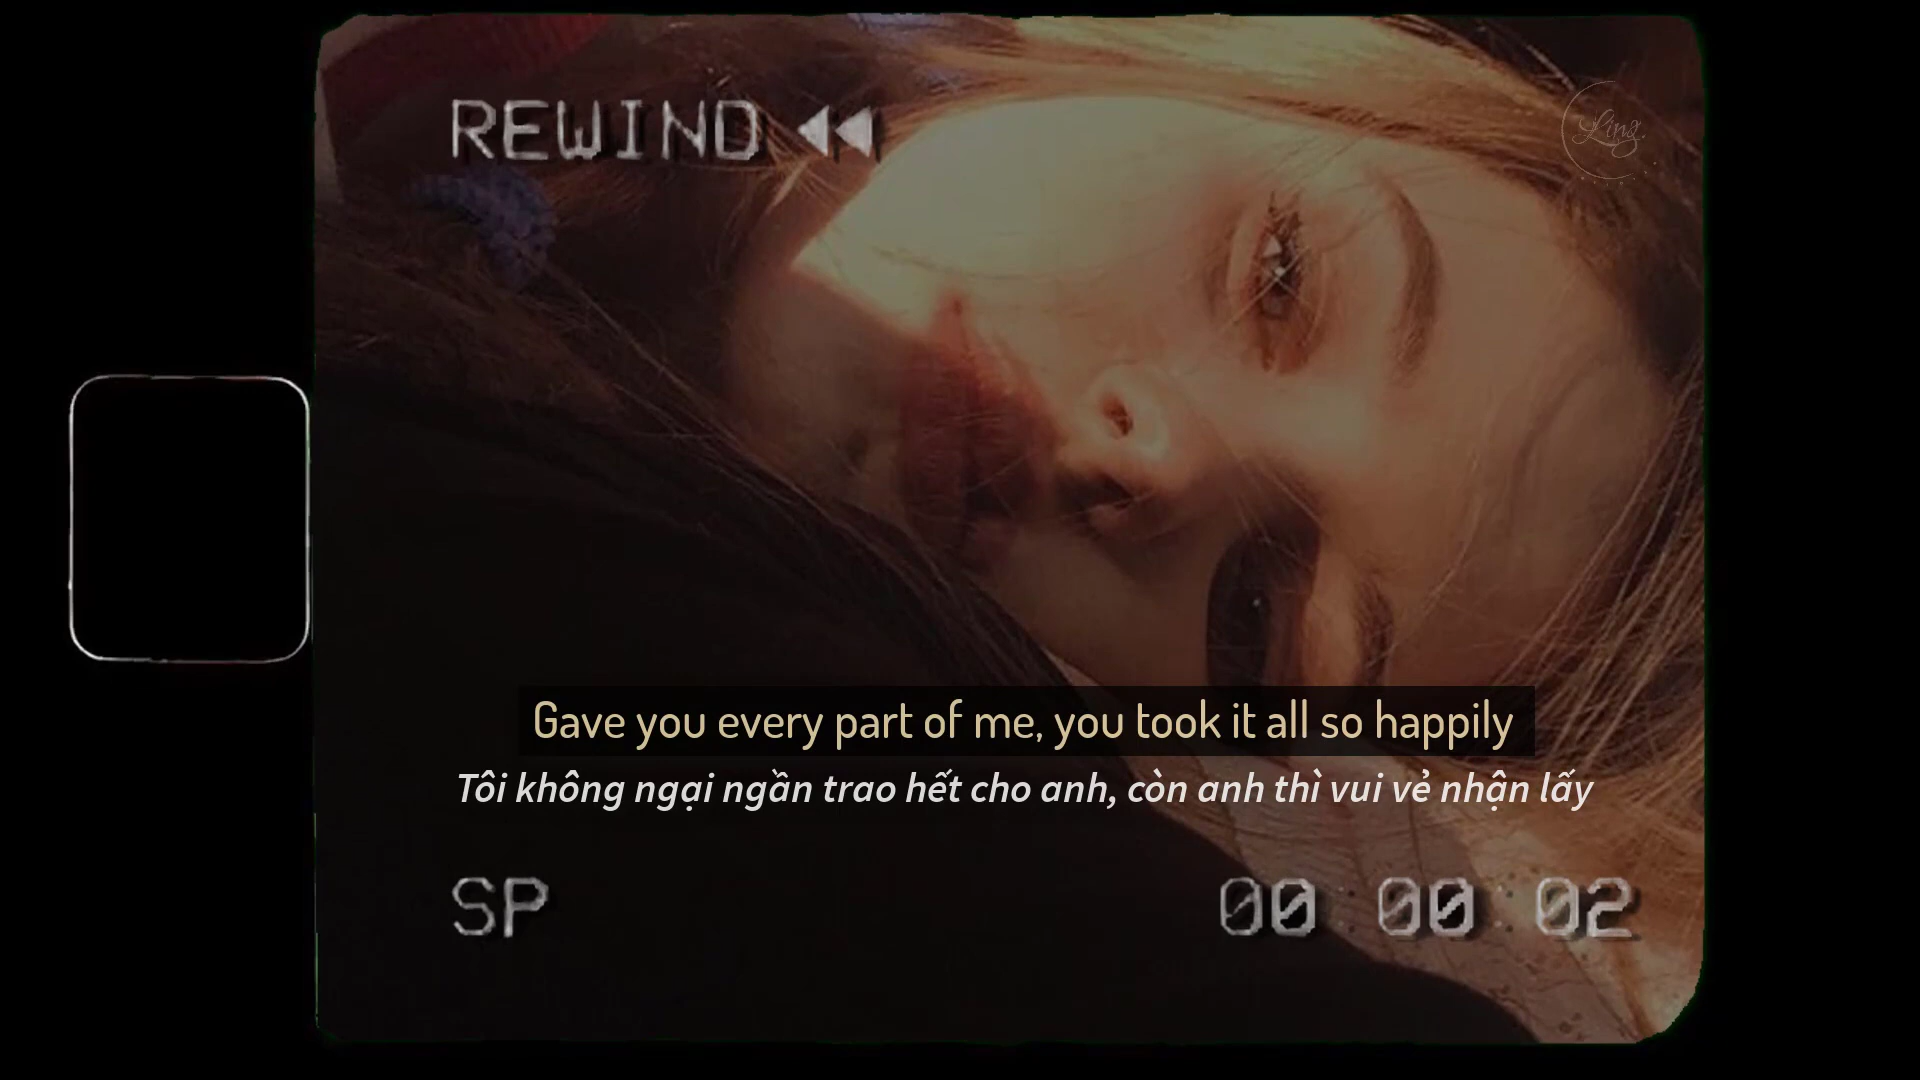 REWIND
Ling
Gave you every part of me, you took it all so happily
Tôi không ngại ngần trao hết cho anh, còn anh thì vui vẻ nhận lấy
SP
00 00 02